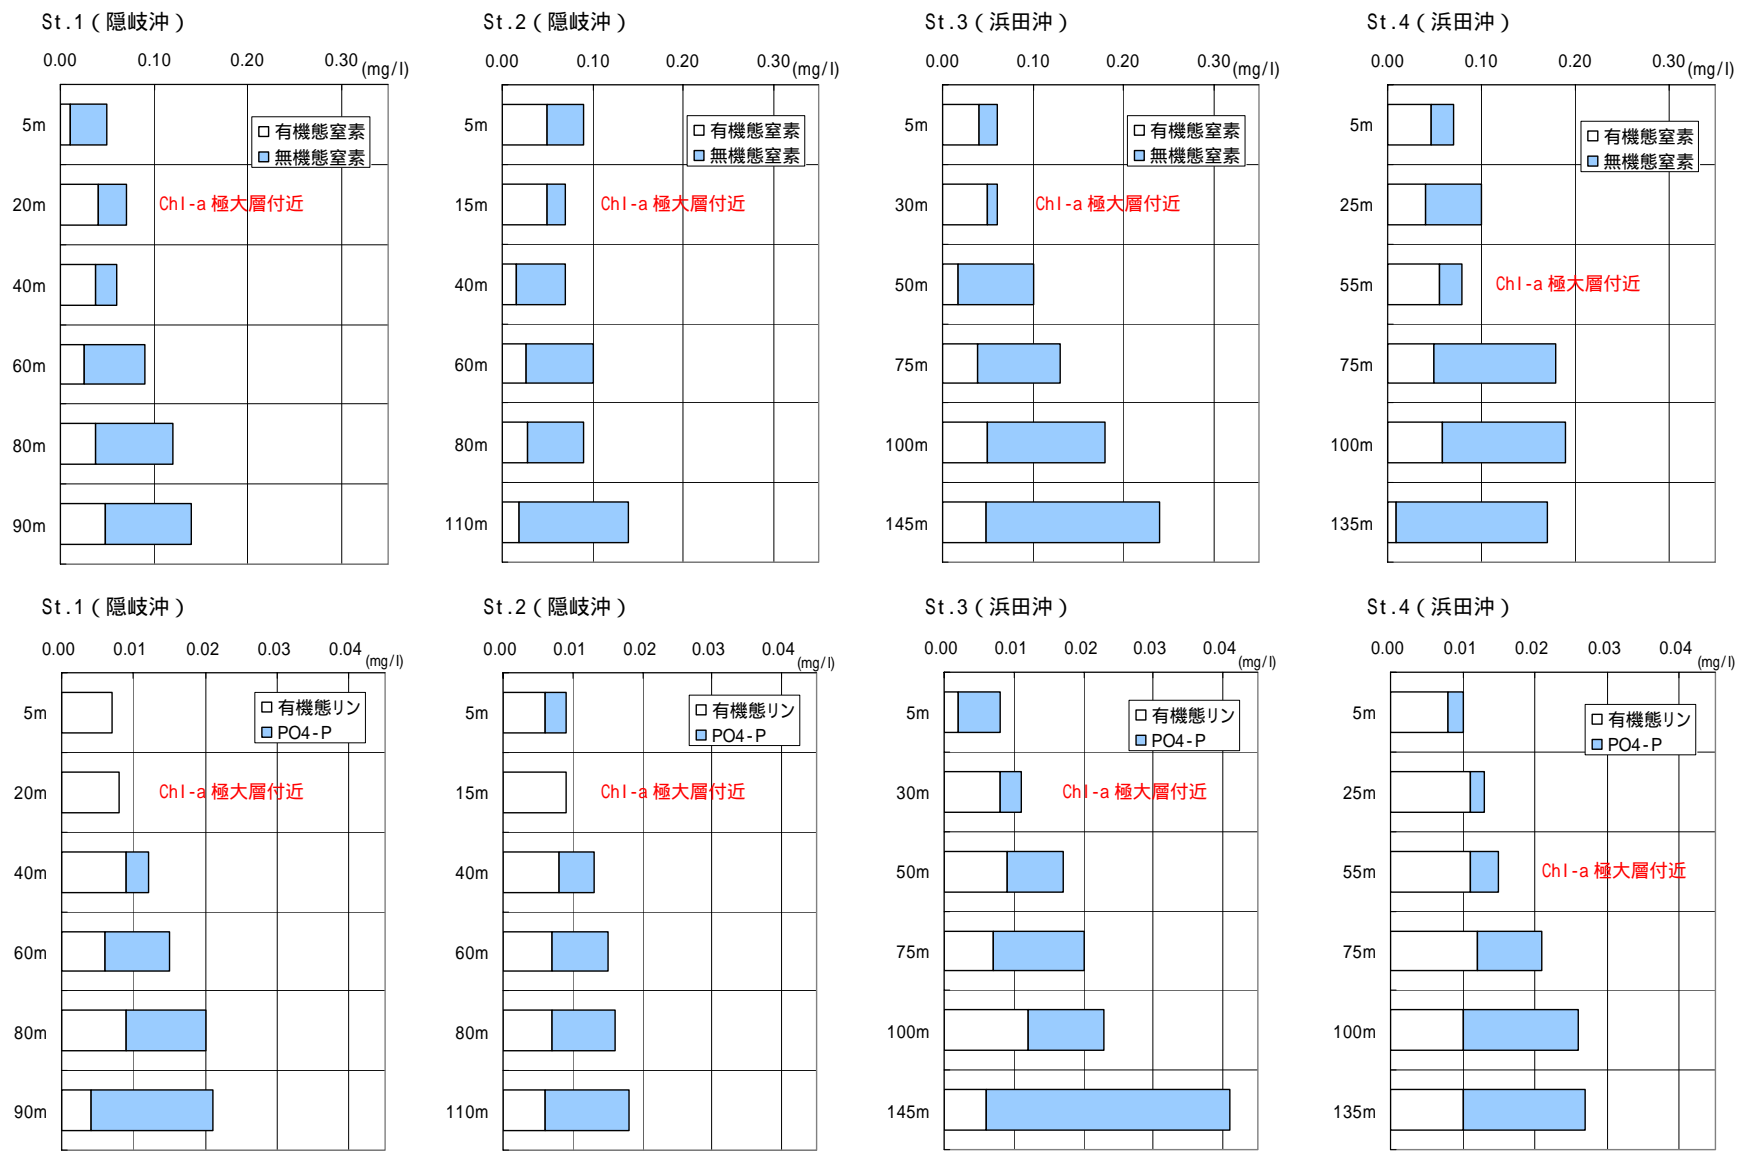 St.1（隠岐沖）
0.00 0.10 0.20 0.30 (mg/l)
有機態窒素
無機態窒素
5m
20m Chl-a 極大層付近
40m
60m
80m
90m
St.2（隠岐沖）
0.00 0.10 0.20 0.30 (mg/l)
有機態窒素
無機態窒素
5m
15m Chl-a 極大層付近
40m
60m
80m
110m
St.3（浜田沖）
0.00 0.10 0.20 0.30 (mg/l)
有機態窒素
無機態窒素
5m
30m Chl-a 極大層付近
50m
75m
100m
145m
St.4（浜田沖）
0.00 0.10 0.20 0.30 (mg/l)
有機態窒素
無機態窒素
5m
25m
55m Chl-a 極大層付近
75m
100m
135m
St.1（隠岐沖）
0.00 0.01 0.02 0.03 0.04 (mg/l)
有機態リン
PO4-P
5m
20m Chl-a 極大層付近
40m
60m
80m
90m
St.2（隠岐沖）
0.00 0.01 0.02 0.03 0.04 (mg/l)
有機態リン
PO4-P
5m
15m Chl-a 極大層付近
40m
60m
80m
110m
St.3（浜田沖）
0.00 0.01 0.02 0.03 0.04 (mg/l)
有機態リン
PO4-P
5m
30m Chl-a 極大層付近
50m
75m
100m
145m
St.4（浜田沖）
0.00 0.01 0.02 0.03 0.04 (mg/l)
有機態リン
PO4-P
5m
25m
55m Chl-a 極大層付近
75m
100m
135m